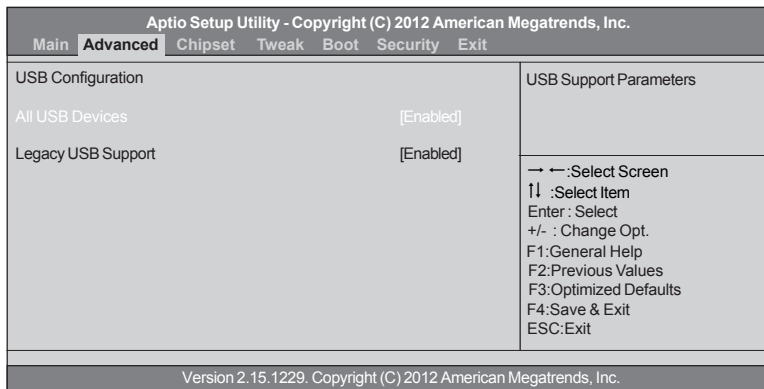 Aptio Setup Utility - Copyright (C) 2012 American Megatrends, Inc.
Main Advanced Chipset Tweak Boot Security Exit
USB Configuration
All USB Devices [Enabled]
Legacy USB Support [Enabled]
USB Support Parameters
→ ←:Select Screen
↑↓ :Select Item
Enter : Select
+/- : Change Opt.
F1:General Help
F2:Previous Values
F3:Optimized Defaults
F4:Save & Exit
ESC:Exit
Version 2.15.1229. Copyright (C) 2012 American Megatrends, Inc.